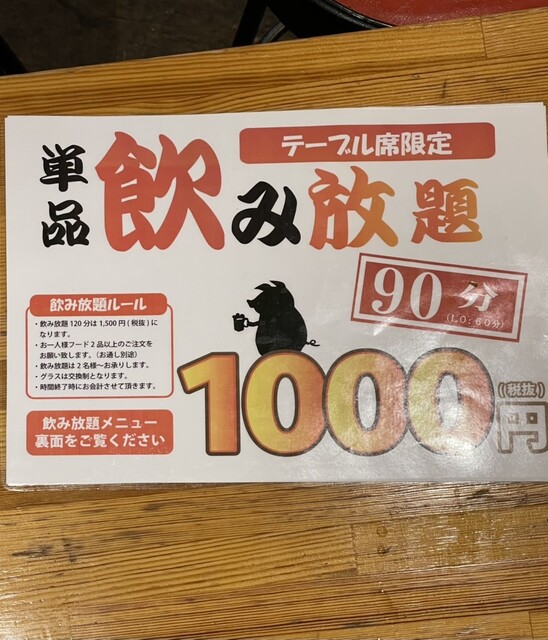 テーブル席限定
単品飲み放題
90分
(L.O:60分)
飲み放題ルール
・飲み放題120分は1,500円(税抜)に
なります。
・お一人様フード2品以上のご注文を
お願い致します。(お通し別途)
・飲み放題は2名様〜お承りします。
・グラスは交換制となります。
・時間終了時にお会計させて頂きます。
1000円
(税抜)
飲み放題メニュー
裏面をご覧ください